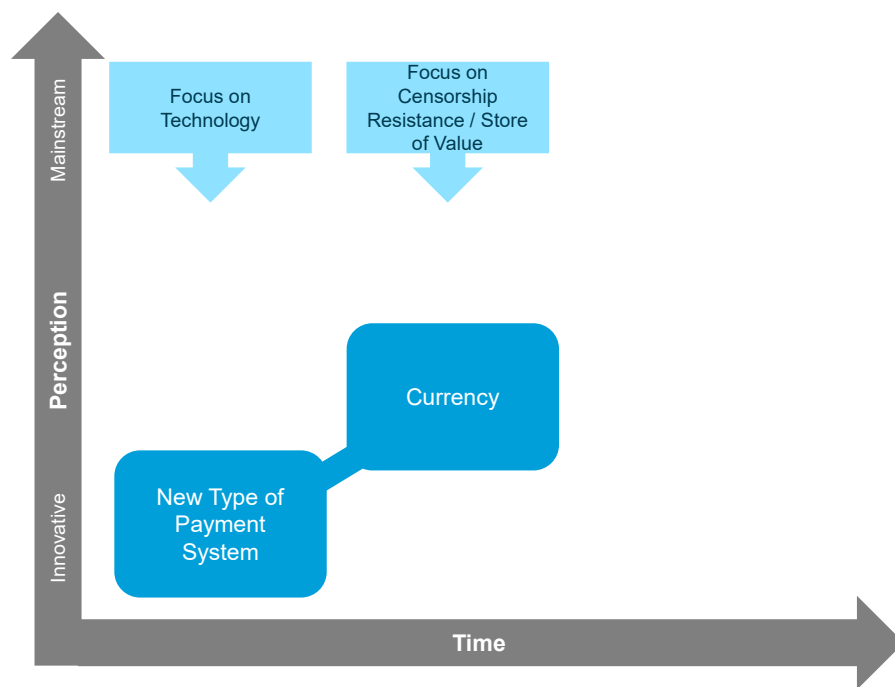 Focus on
Technology
Focus on
Censorship
Resistance / Store
of Value
Mainstream
Perception
Innovative
Currency
New Type of
Payment
System
Time